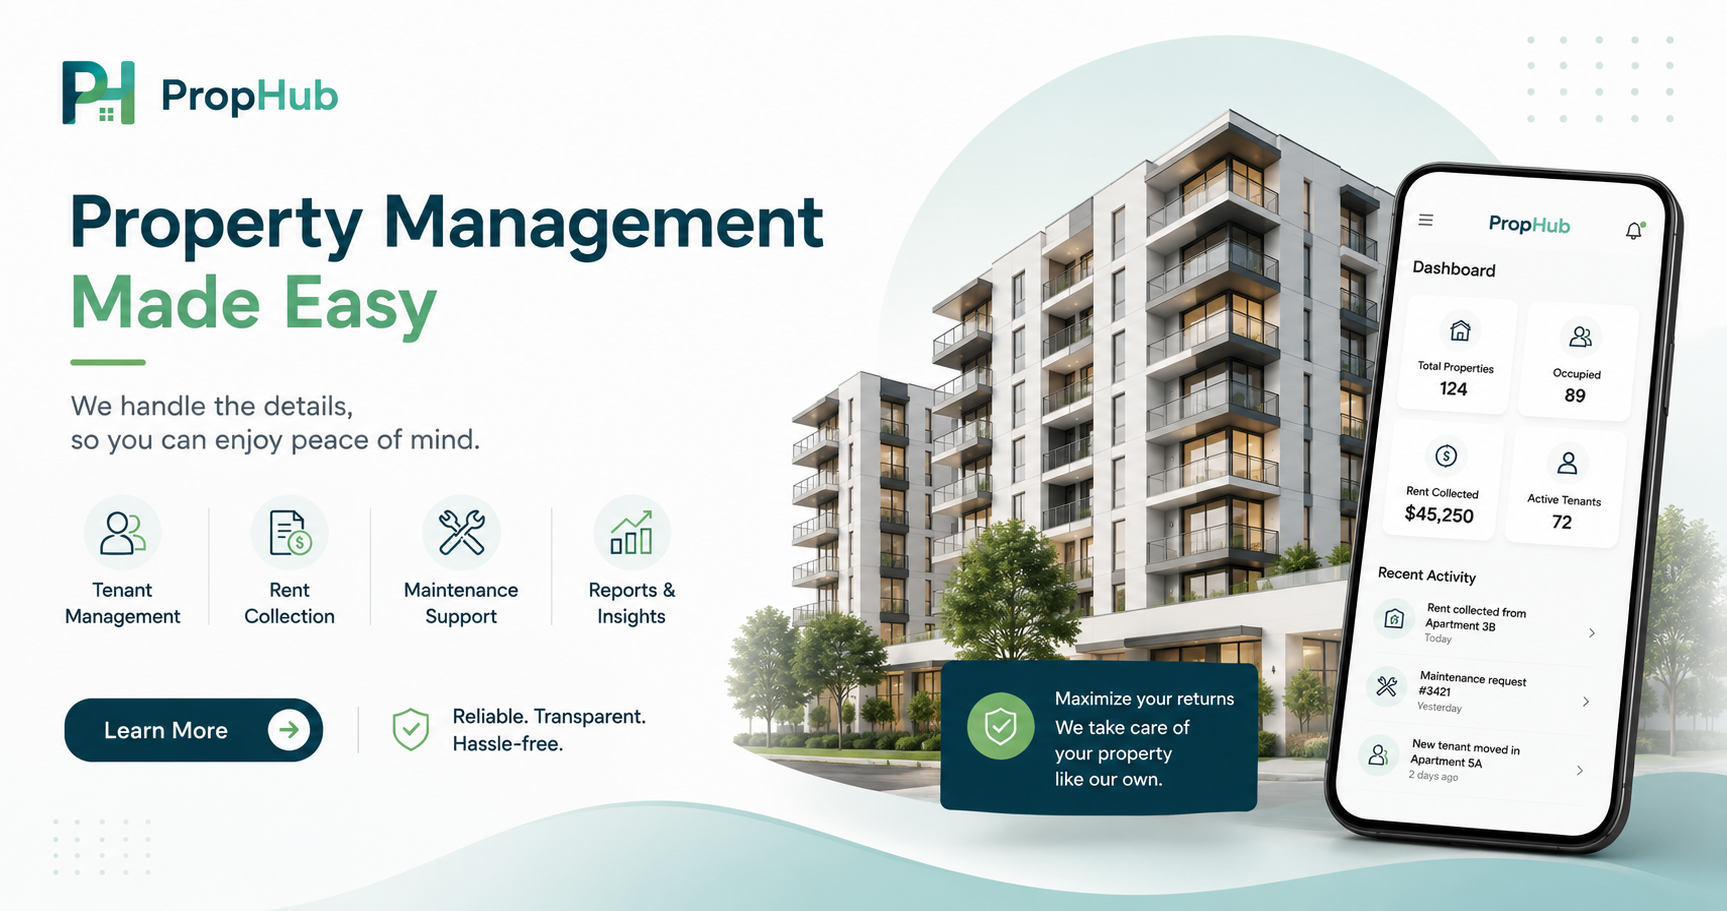 PH
PropHub
Property Management
Made Easy
We handle the details,
so you can enjoy peace of mind.
Tenant
Management
Rent
Collection
Maintenance
Support
Reports &
Insights
Learn More
Reliable. Transparent.
Hassle-free.
Maximize your returns
We take care of
your property
like our own.
PropHub
Dashboard
Total Properties
124
Occupied
89
$
Rent Collected
$45,250
Active Tenants
72
Recent Activity
Rent collected from
Apartment 3B
Today
Maintenance request
#3421
Yesterday
New tenant moved in
Apartment 5A
2 days ago